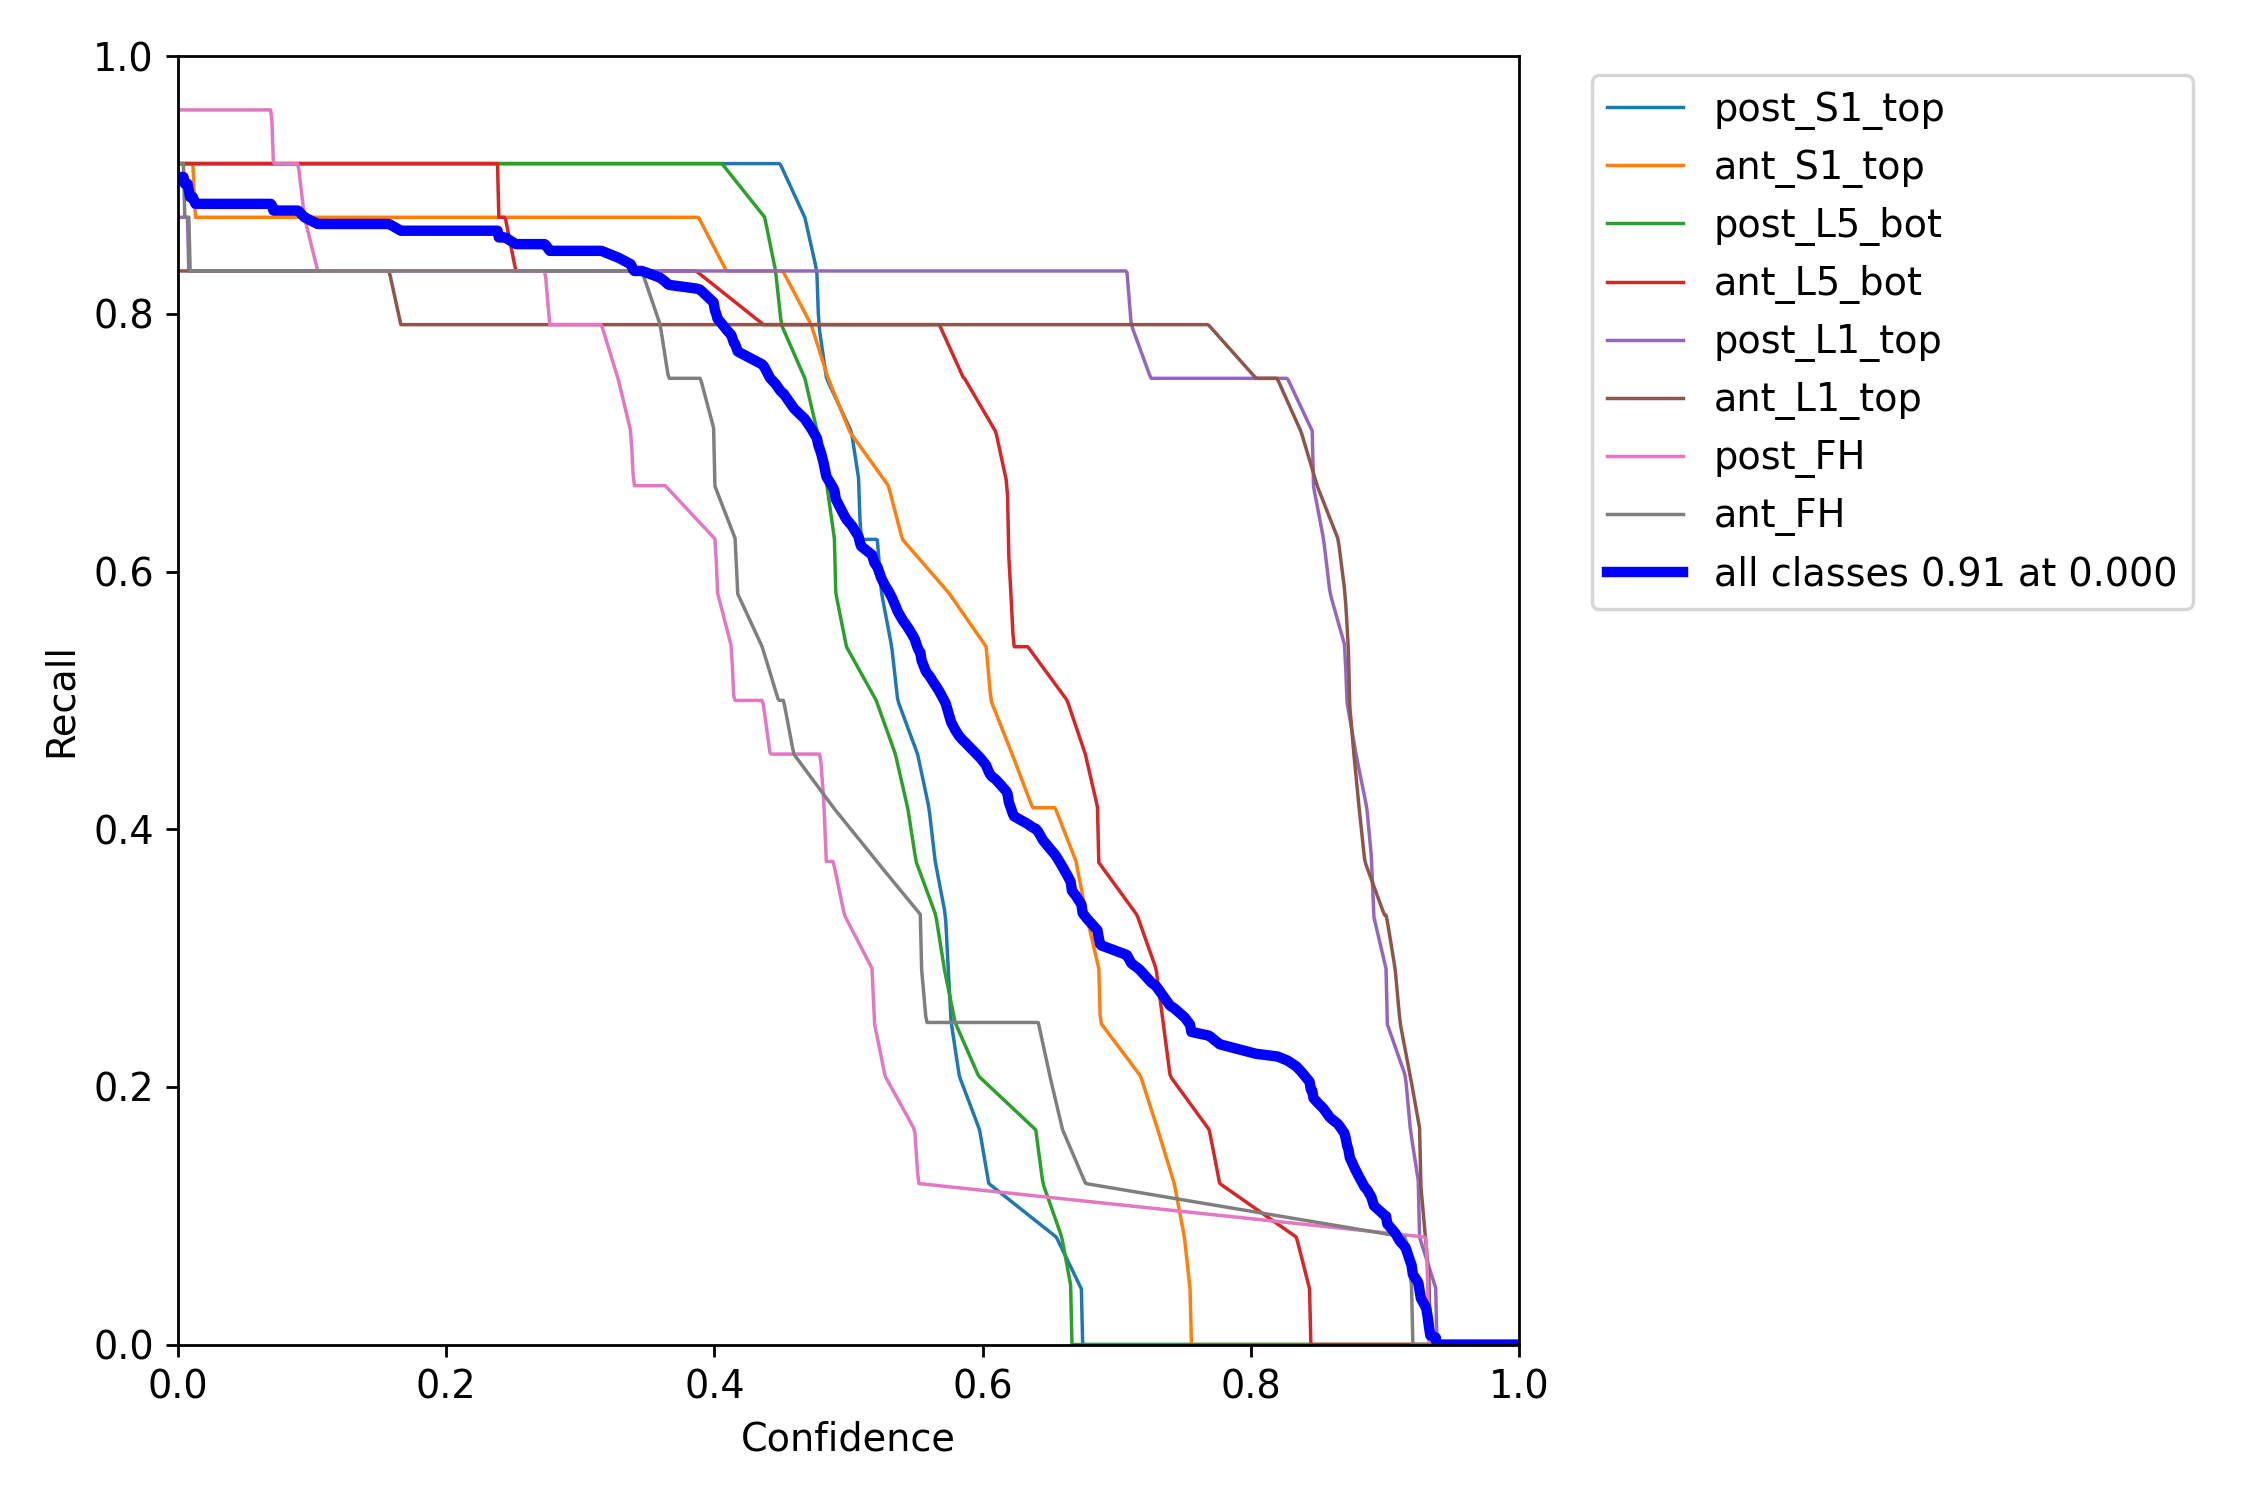 1.0
0.8
0.6
0.4
0.2
0.0
Recall
0.0 0.2 0.4 0.6 0.8 1.0
Confidence
post_S1_top
ant_S1_top
post_L5_bot
ant_L5_bot
post_L1_top
ant_L1_top
post_FH
ant_FH
all classes 0.91 at 0.000